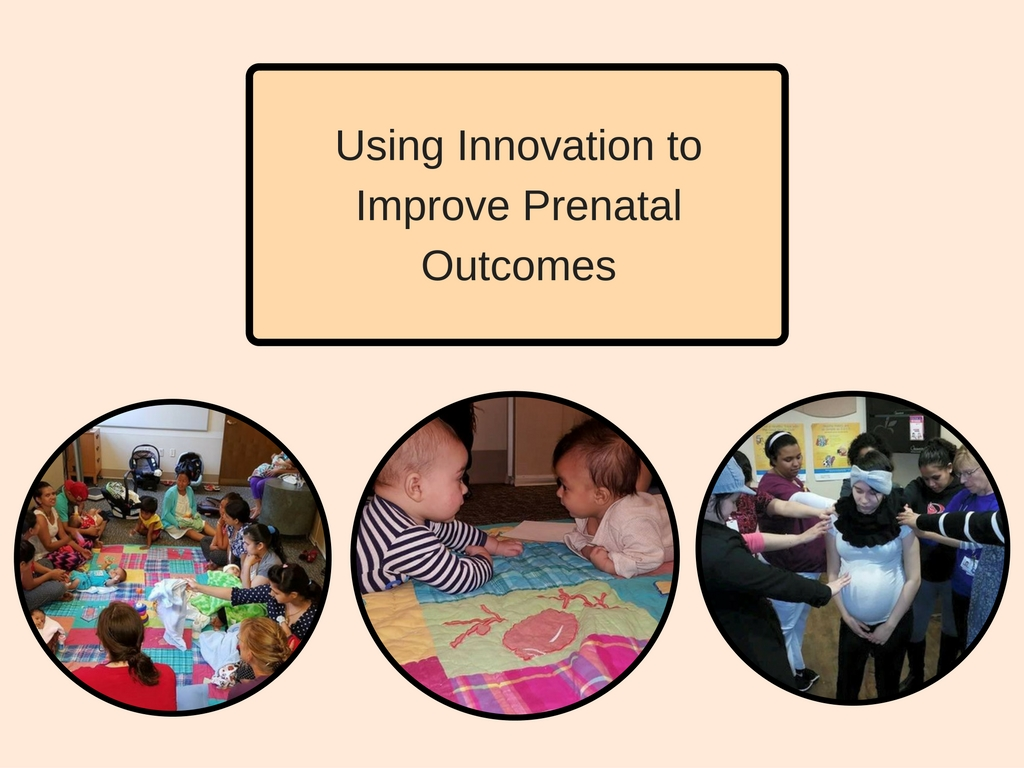 Using Innovation to
Improve Prenatal
Outcomes